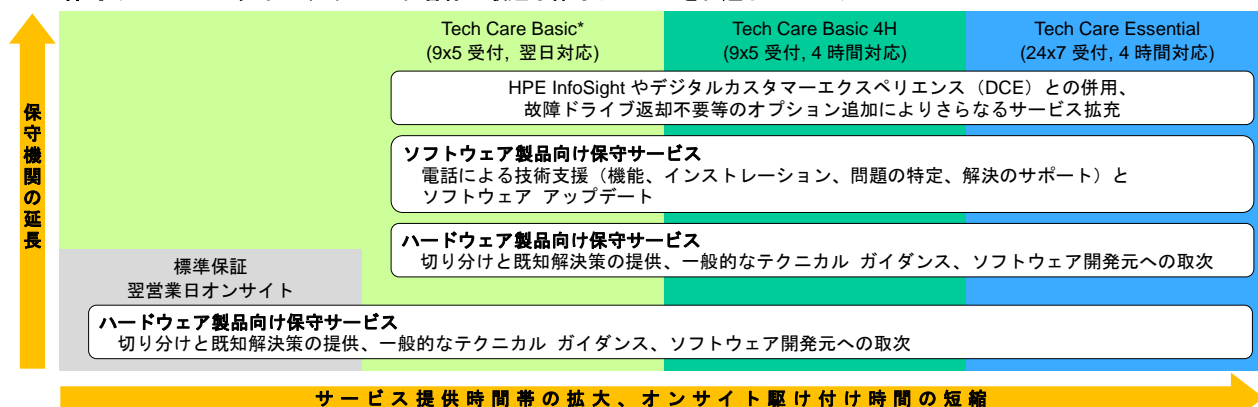 Tech Care Basic*
(9x5 受付, 翌日対応)
Tech Care Basic 4H
(9x5 受付, 4 時間対応)
Tech Care Essential
(24x7 受付, 4 時間対応)
HPE InfoSight やデジタルカスタマーエクスペリエンス（DCE）との併用、
故障ドライブ返却不要等のオプション追加によりさらなるサービス拡充
保守機関の延長
ソフトウェア製品向け保守サービス
電話による技術支援（機能、インストレーション、問題の特定、解決のサポート）と
ソフトウェア アップデート
ハードウェア製品向け保守サービス
切り分けと既知解決策の提供、一般的なテクニカル ガイダンス、ソフトウェア開発元への取次
標準保証
翌営業日オンサイト
ハードウェア製品向け保守サービス
切り分けと既知解決策の提供、一般的なテクニカル ガイダンス、ソフトウェア開発元への取次
サービス提供時間帯の拡大、オンサイト駆け付け時間の短縮